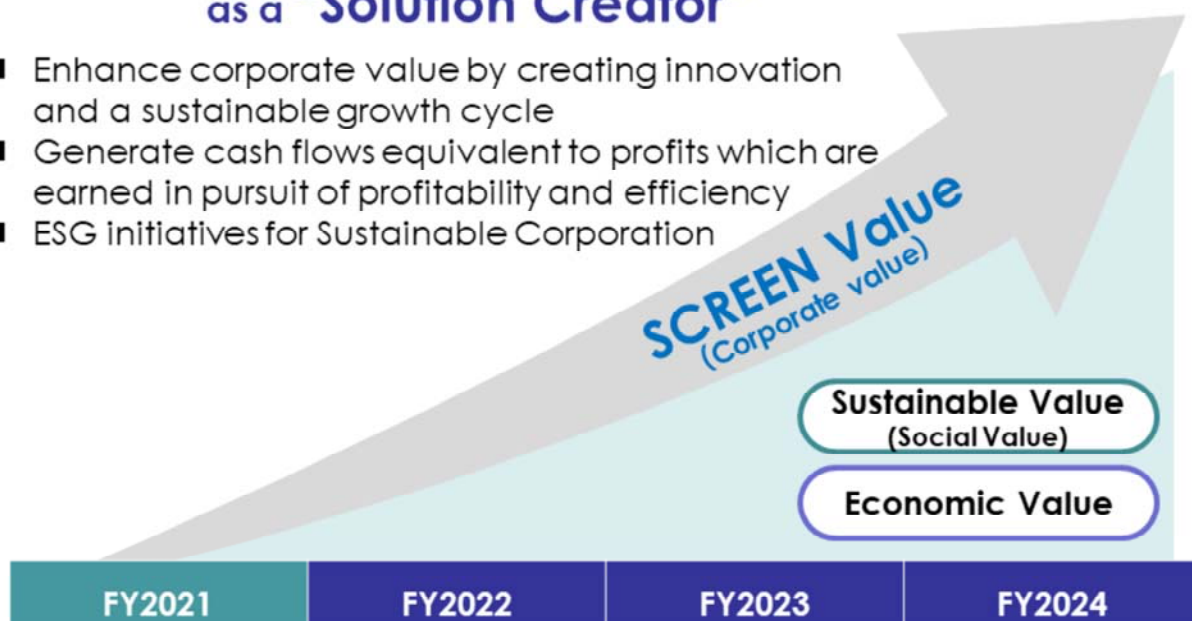 as a "Solution Creator"
■ Enhance corporate value by creating innovation
and a sustainable growth cycle
■ Generate cash flows equivalent to profits which are
earned in pursuit of profitability and efficiency
■ ESG initiatives for Sustainable Corporation
SCREEN Value
(Corporate value)
Sustainable Value
(Social Value)
Economic Value
FY2021 FY2022 FY2023 FY2024